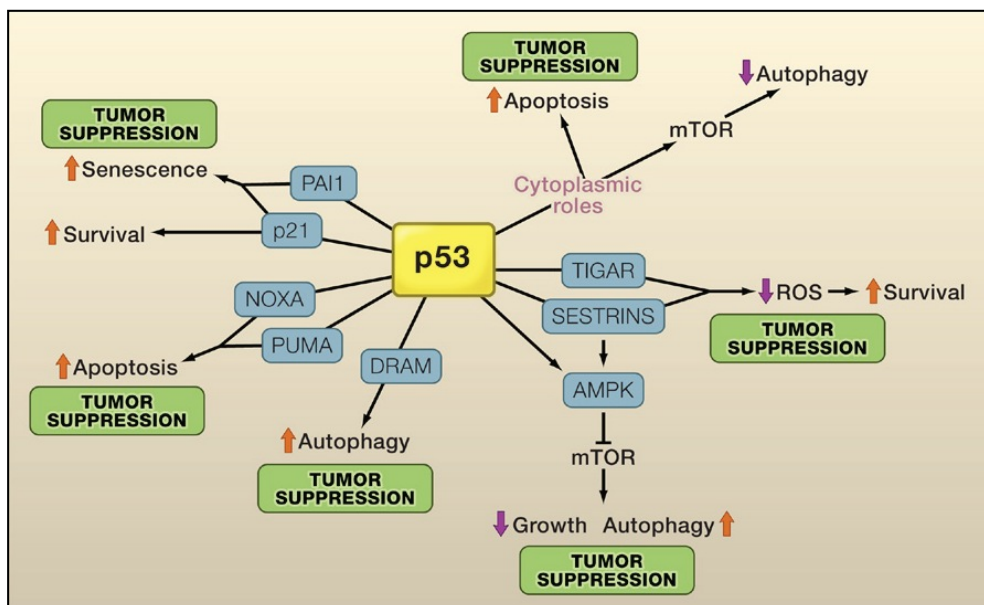 TUMOR
SUPPRESSION
Apoptosis
Autophagy
mTOR
Cytoplasmic
roles
TUMOR
SUPPRESSION
Senescence
PAI1
p21
Survival
p53
NOXA
PUMA
Apoptosis
TUMOR
SUPPRESSION
DRAM
Autophagy
TUMOR
SUPPRESSION
TIGAR
SESTRINS
ROS
Survival
TUMOR
SUPPRESSION
AMPK
mTOR
Growth Autophagy
TUMOR
SUPPRESSION